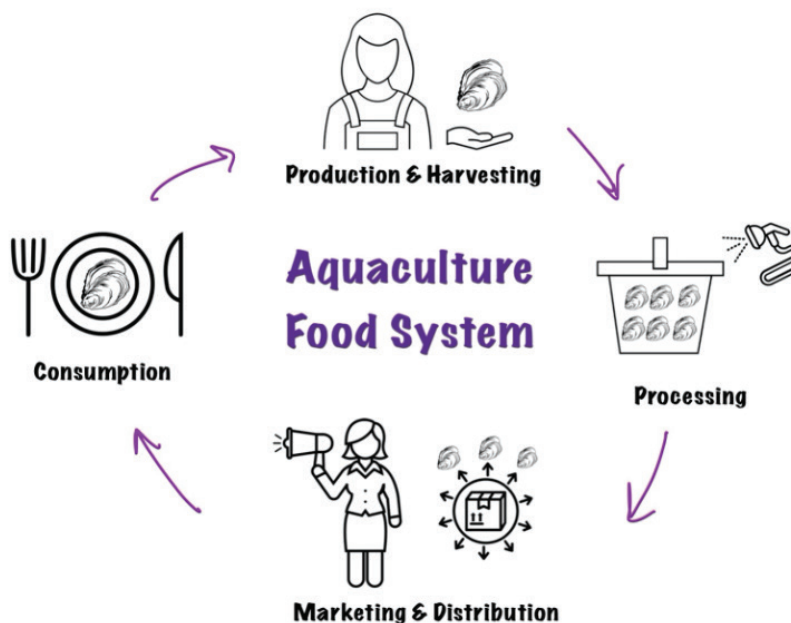 Production & Harvesting
Aquaculture
Food System
Consumption
Processing
Marketing & Distribution